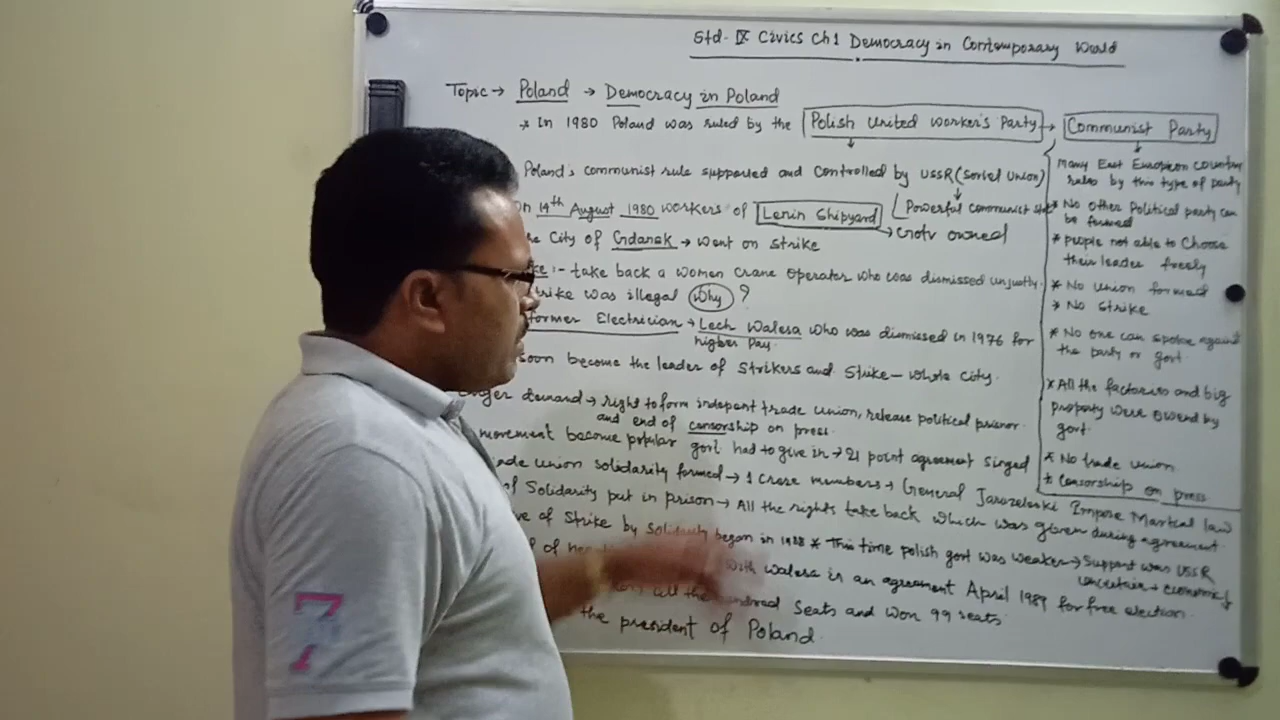 Std- IX Civics Ch1 Democracy in Contemporary World
Topic → Poland → Democracy in Poland
* In 1980 Poland was ruled by the Polish United Worker's Party → Communist Party
Poland's communist rule supported and controlled by USSR (Soviet Union)
Powerful communist
On 14th August 1980 workers of Lenin Shipyard → Gotv owned
City of Gdansk → went on strike
:- take back a women crane operator who was dismissed unjustly.
Strike was illegal Why ?
former Electrician → Lech Walesa who was dismissed in 1976 for
higher Pay.
soon become the leader of strikers and strike – whole city.
demand → right to form indepant trade union, release political prisnor.
and end of censorship on press.
movement become popular govt had to give in → 21 point agreement singed
union solidarity formed → 1 crose members → General Jaruzelski Impose Martial law
of Solidarity put in prison → All the rights take back which was given during agreement.
of Strike by Solidarity began in 1988 * This time polish govt was weaker → Support was USSR
uncertain + economics
with walesa in an agreement April 1989 for free election.
all the hundred Seats and won 99 seats.
the president of Poland.
Many East European countries
rules by this type of party
* No Other Political party can
be formed
* People not able to Choose
their leader freely
* No Union formed
* No strike
* No one can spoke against
the party or govt.
* All the factories and big
property were owend by
govt.
* No trade union
* Censorship on press